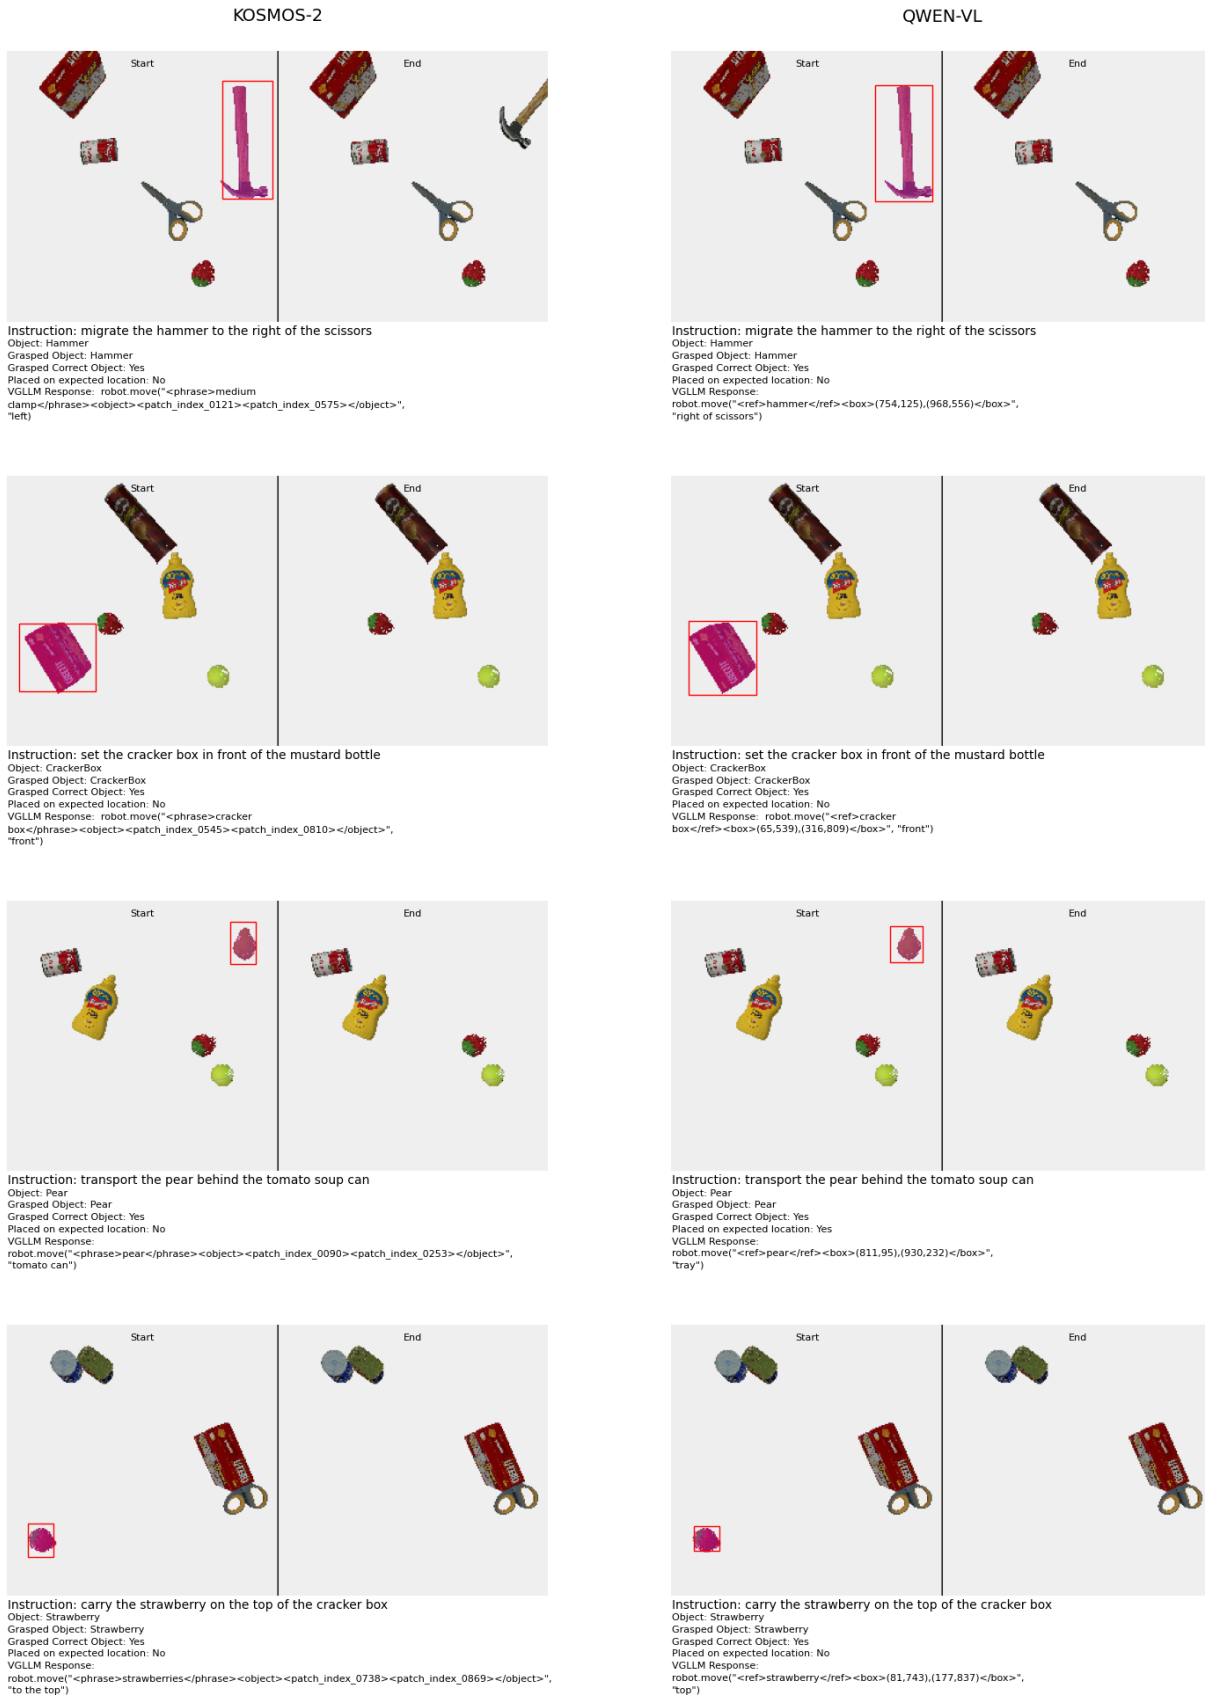 KOSMOS-2
QWEN-VL
Start
End
Instruction: migrate the hammer to the right of the scissors
Object: Hammer
Grasped Object: Hammer
Grasped Correct Object: Yes
Placed on expected location: No
VGLLM Response:  robot.move("<phrase>medium
clamp</phrase><object><patch_index_0121><patch_index_0575></object>",
"left)
Start
End
Instruction: migrate the hammer to the right of the scissors
Object: Hammer
Grasped Object: Hammer
Grasped Correct Object: Yes
Placed on expected location: No
VGLLM Response:
robot.move("<ref>hammer</ref><box>(754,125),(968,556)</box>",
"right of scissors")
Start
End
Instruction: set the cracker box in front of the mustard bottle
Object: CrackerBox
Grasped Object: CrackerBox
Grasped Correct Object: Yes
Placed on expected location: No
VGLLM Response:  robot.move("<phrase>cracker
box</phrase><object><patch_index_0545><patch_index_0810></object>",
"front")
Start
End
Instruction: set the cracker box in front of the mustard bottle
Object: CrackerBox
Grasped Object: CrackerBox
Grasped Correct Object: Yes
Placed on expected location: No
VGLLM Response:  robot.move("<ref>cracker
box</ref><box>(65,539),(316,809)</box>", "front")
Start
End
Instruction: transport the pear behind the tomato soup can
Object: Pear
Grasped Object: Pear
Grasped Correct Object: Yes
Placed on expected location: No
VGLLM Response:
robot.move("<phrase>pear</phrase><object><patch_index_0090><patch_index_0253></object>",
"tomato can")
Start
End
Instruction: transport the pear behind the tomato soup can
Object: Pear
Grasped Object: Pear
Grasped Correct Object: Yes
Placed on expected location: Yes
VGLLM Response:
robot.move("<ref>pear</ref><box>(811,95),(930,232)</box>",
"tray")
Start
End
Instruction: carry the strawberry on the top of the cracker box
Object: Strawberry
Grasped Object: Strawberry
Grasped Correct Object: Yes
Placed on expected location: No
VGLLM Response:
robot.move("<phrase>strawberries</phrase><object><patch_index_0738><patch_index_0869></object>",
"to the top")
Start
End
Instruction: carry the strawberry on the top of the cracker box
Object: Strawberry
Grasped Object: Strawberry
Grasped Correct Object: Yes
Placed on expected location: No
VGLLM Response:
robot.move("<ref>strawberry</ref><box>(81,743),(177,837)</box>",
"top")